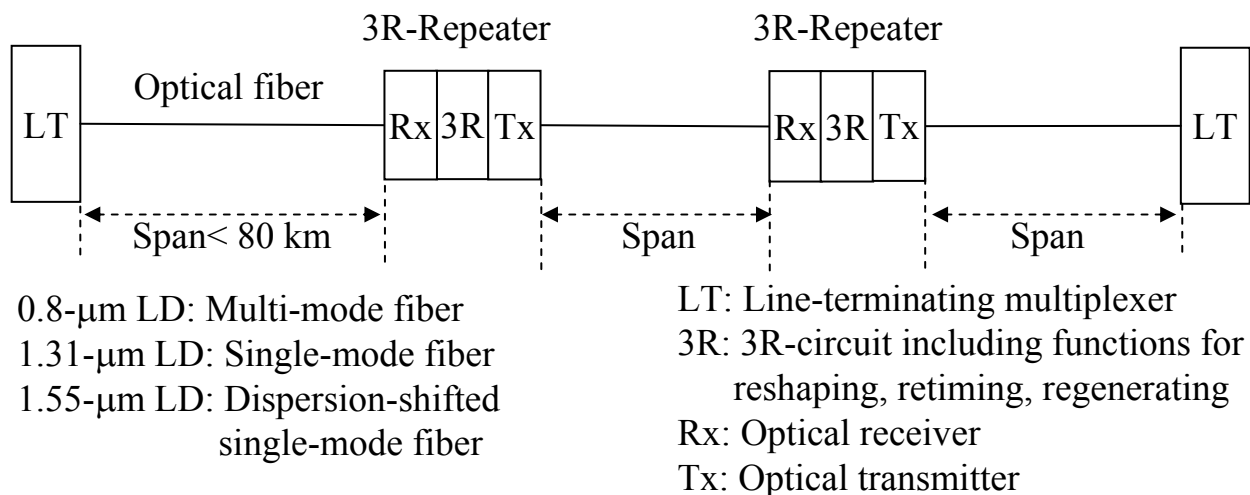 3R-Repeater
3R-Repeater
Optical fiber
LT
Rx 3R Tx
Rx 3R Tx
LT
Span< 80 km
Span
Span
0.8-μm LD: Multi-mode fiber
1.31-μm LD: Single-mode fiber
1.55-μm LD: Dispersion-shifted
single-mode fiber
LT: Line-terminating multiplexer
3R: 3R-circuit including functions for
reshaping, retiming, regenerating
Rx: Optical receiver
Tx: Optical transmitter